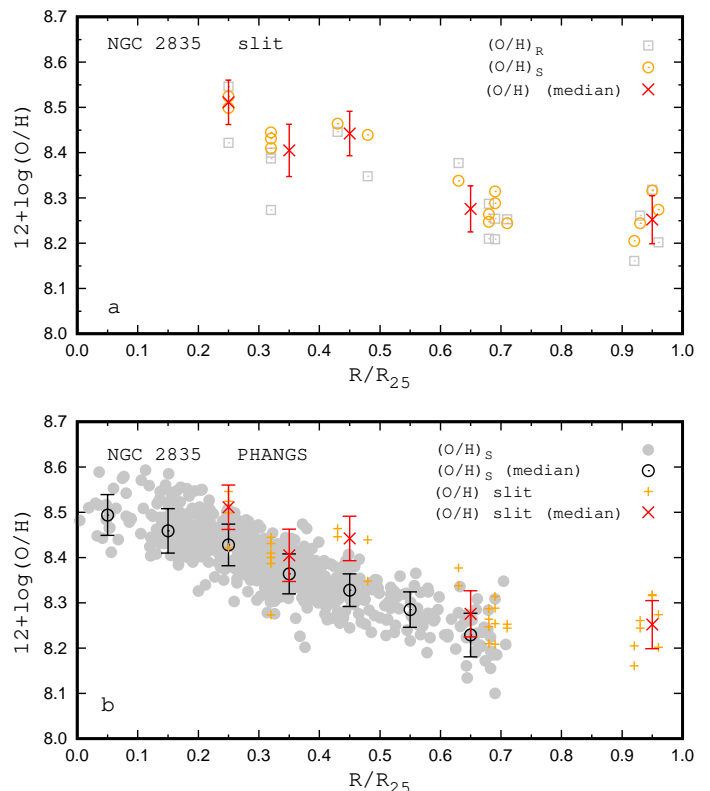 NGC 2835 slit
(O/H)R
(O/H)S
(O/H) (median)
12+log(O/H)
8.7
8.6
8.5
8.4
8.3
8.2
8.1
8.0
a
0.0 0.1 0.2 0.3 0.4 0.5 0.6 0.7 0.8 0.9 1.0
R/R25
NGC 2835 PHANGS
(O/H)S
(O/H)S (median)
(O/H) slit
(O/H) slit (median)
12+log(O/H)
8.7
8.6
8.5
8.4
8.3
8.2
8.1
8.0
b
0.0 0.1 0.2 0.3 0.4 0.5 0.6 0.7 0.8 0.9 1.0
R/R25